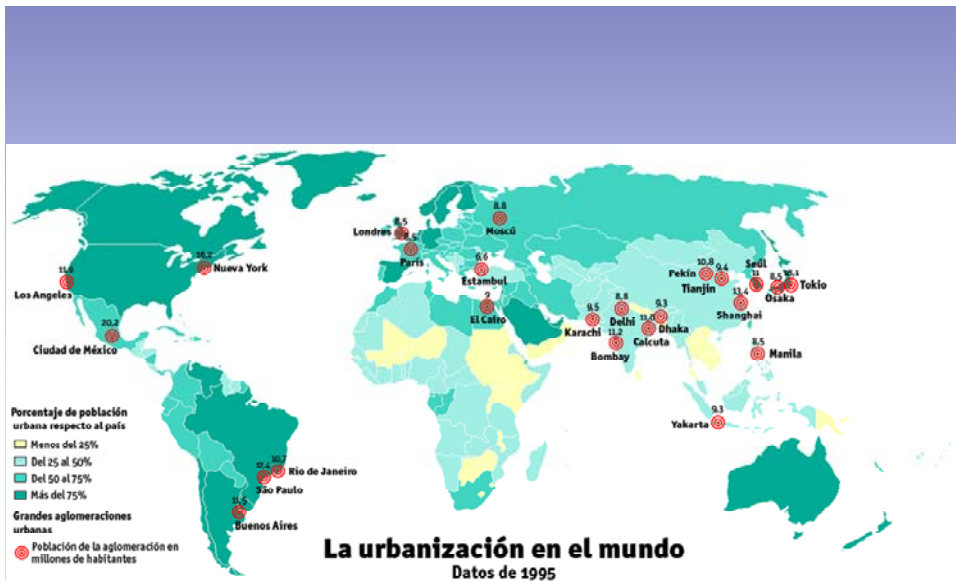 8.8
8,5
Londres
Moscú
8,5
París
6,6
Estambul
16,2
Nueva York
11,9
Los Angeles
20,2
Ciudad de México
9
El Cairo
10,8
Pekín
9,4
Tianjin
Seúl
11
8,5
Osaka
18,1
Tokio
13,4
Shanghai
9,5
Karachi
8,8
Delhi
9,3
Dhaka
Calcuta
11,2
Bombay
8,5
Manila
9,3
Yakarta
10,7
Rio de Janeiro
São Paulo
11,5
Buenos Aires
Porcentaje de población
urbana respecto al país
Menos del 25%
Del 25 al 50%
Del 50 al 75%
Más del 75%
Grandes aglomeraciones
urbanas
Población de la aglomeración en
millones de habitantes
La urbanización en el mundo
Datos de 1995